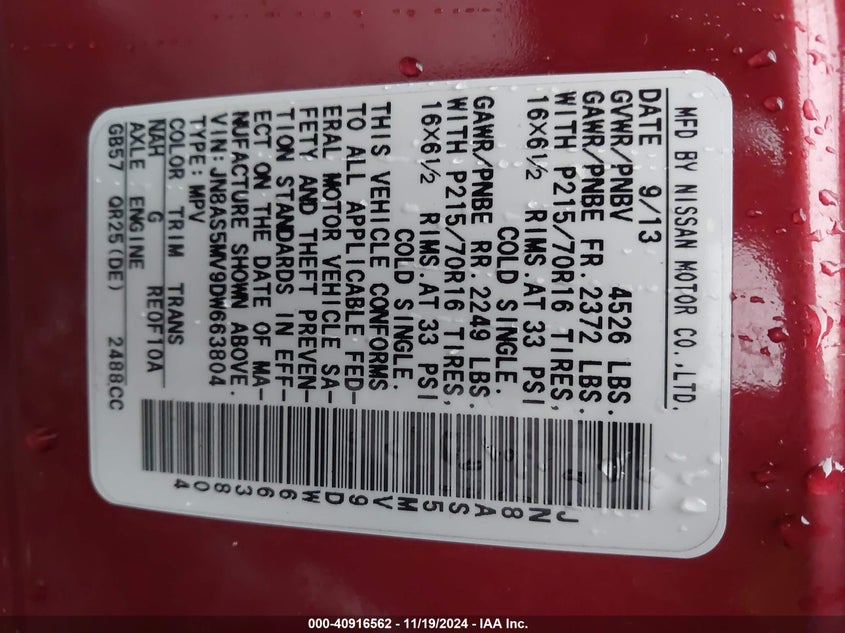 MFD BY NISSAN MOTOR CO.,LTD.
DATE 9/13
GVWR/PNBV 4526 LBS.
GAWR/PNBE FR. 2372 LBS.
WITH P215/70R16 TIRES,
16X6½ RIMS.AT 33 PSI
COLD SINGLE.
GAWR/PNBE RR. 2249 LBS.
WITH P215/70R16 TIRES,
16X6½ RIMS.AT 33 PSI
COLD SINGLE.
THIS VEHICLE CONFORMS
TO ALL APPLICABLE FED-
ERAL MOTOR VEHICLE SA-
FETY AND THEFT PREVEN-
TION STANDARDS IN EFF-
ECT ON THE DATE OF MA-
NUFACTURE SHOWN ABOVE.
VIN: JN8AS5MV9DW663804
TYPE: MPV
COLOR TRIM TRANS
NAH G RE0F10A
AXLE ENGINE
GB57 QR25(DE) 2488CC
JN8AS5MV9DW663804
000-40916562 - 11/19/2024 - IAA Inc.